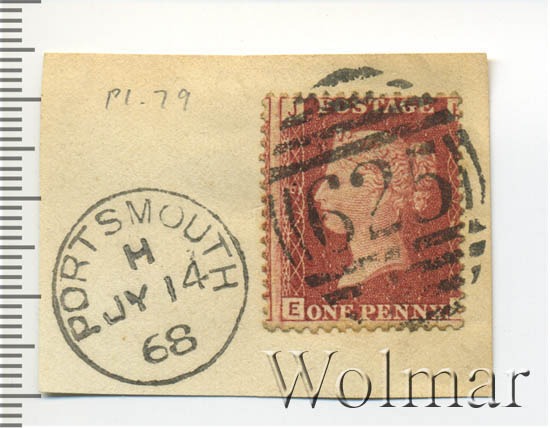 Pl. 79
PORTSMOUTH
H
JY 14
68
I POSTAGE I
625
E ONE PENNY
Wolmar